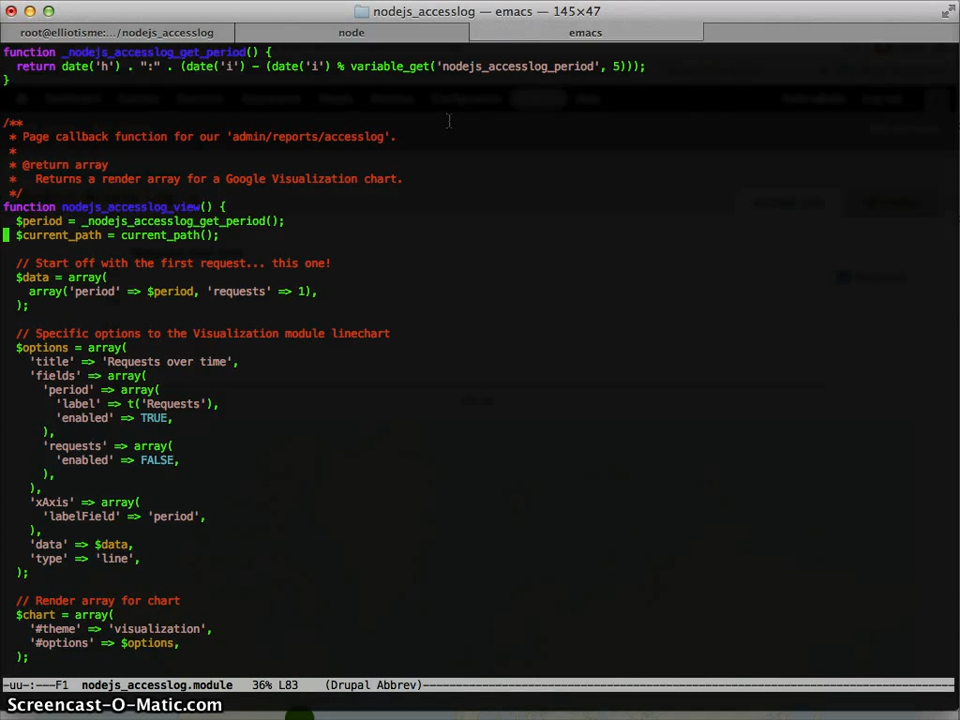 nodejs_accesslog — emacs — 145×47
root@elliotisme:.../nodejs_accesslog node emacs
function _nodejs_accesslog_get_period() {
  return date('h') . ":" . (date('i') - (date('i') % variable_get('nodejs_accesslog_period', 5)));
}
/**
 * Page callback function for our 'admin/reports/accesslog'.
 *
 * @return array
 *   Returns a render array for a Google Visualization chart.
 */
function nodejs_accesslog_view() {
  $period = _nodejs_accesslog_get_period();
  $current_path = current_path();
  // Start off with the first request... this one!
  $data = array(
    array('period' => $period, 'requests' => 1),
  );
  // Specific options to the Visualization module linechart
  $options = array(
    'title' => 'Requests over time',
    'fields' => array(
      'period' => array(
        'label' => t('Requests'),
        'enabled' => TRUE,
      ),
      'requests' => array(
        'enabled' => FALSE,
      ),
    ),
    'xAxis' => array(
      'labelField' => 'period',
    ),
    'data' => $data,
    'type' => 'line',
  );
  // Render array for chart
  $chart = array(
    '#theme' => 'visualization',
    '#options' => $options,
  );
-uu-:---F1  nodejs_accesslog.module   36% L83    (Drupal Abbrev)
Screencast-O-Matic.com